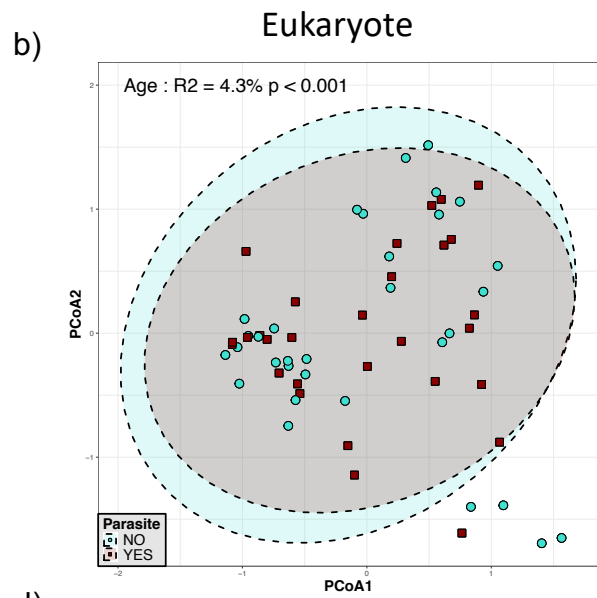 Eukaryote
b)
Age : R2 = 4.3% p < 0.001
2
1
0
−1
PCoA2
−2
−1
0
1
PCoA1
Parasite
NO
YES
d)